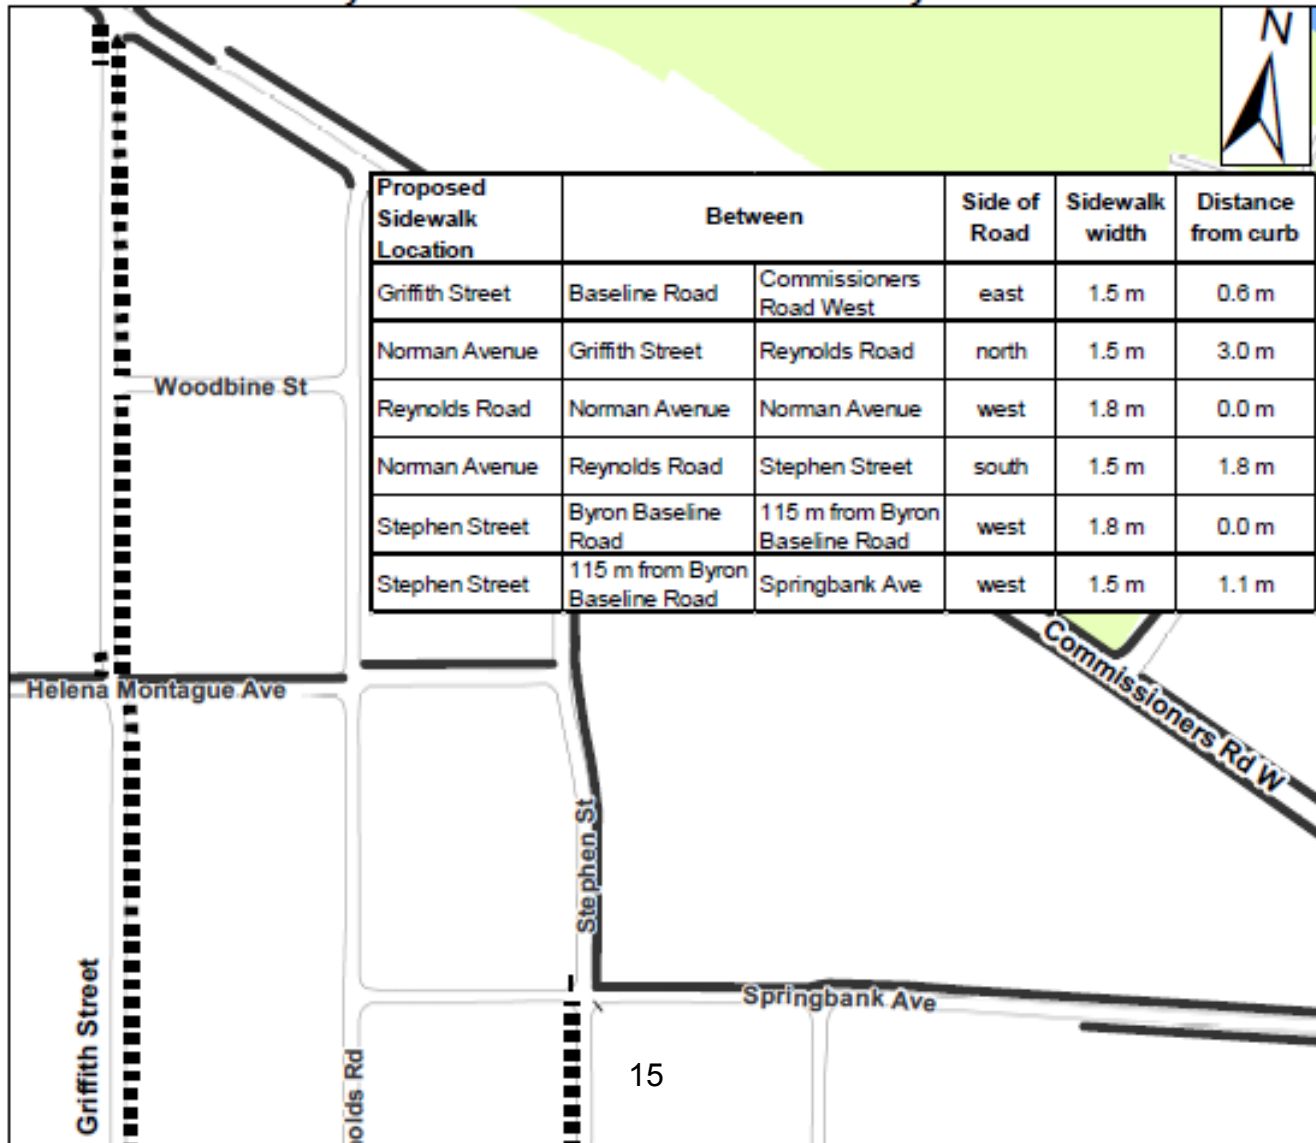 N
Proposed Sidewalk Location | Between | Side of Road | Sidewalk width | Distance from curb
Griffith Street | Baseline Road | Commissioners Road West | east | 1.5 m | 0.6 m
Norman Avenue | Griffith Street | Reynolds Road | north | 1.5 m | 3.0 m
Reynolds Road | Norman Avenue | Norman Avenue | west | 1.8 m | 0.0 m
Norman Avenue | Reynolds Road | Stephen Street | south | 1.5 m | 1.8 m
Stephen Street | Byron Baseline Road | 115 m from Byron Baseline Road | west | 1.8 m | 0.0 m
Stephen Street | 115 m from Byron Baseline Road | Springbank Ave | west | 1.5 m | 1.1 m
Woodbine St
Helena Montague Ave
Commissioners Rd W
Stephen St
Springbank Ave
Griffith Street
olds Rd
15